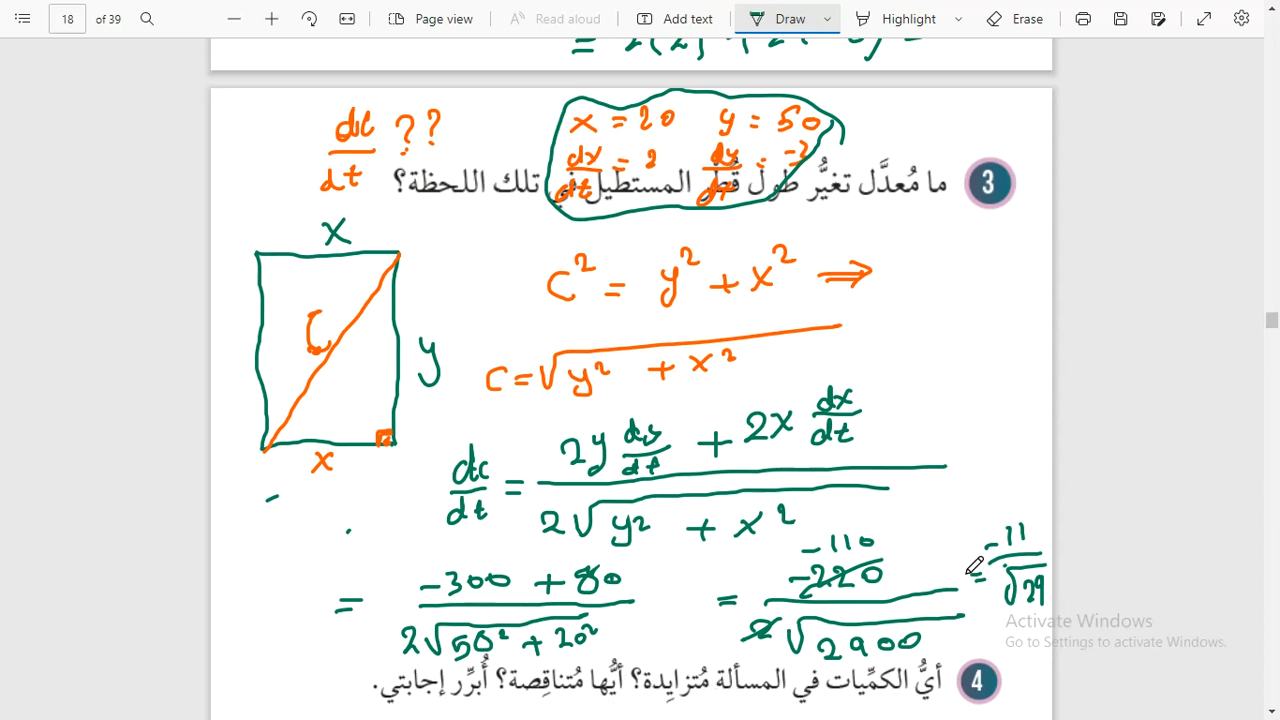 18 of 39
Page view
Read aloud
Add text
Draw
Highlight
Erase
dc/dt ??
x = 20 y = 50
dx/dt = 2 dy/dt = -3
3 ما مُعدَّل تغيُّر طول قُطْر المستطيل في تلك اللحظة؟
x
C
y
x
C² = y² + x² ⟹
C = √(y² + x²)
dc/dt = (2y dy/dt + 2x dx/dt) / (2√(y² + x²))
= (-300 + 80) / (2√(50² + 20²)) = -220 / (2√2900) -110 = -11 / √29
Activate Windows
Go to Settings to activate Windows.
4 أيُّ الكمِّيات في المسألة مُتزايِدة؟ أيُّها مُتناقِصة؟ أُبرِّر إجابتي.